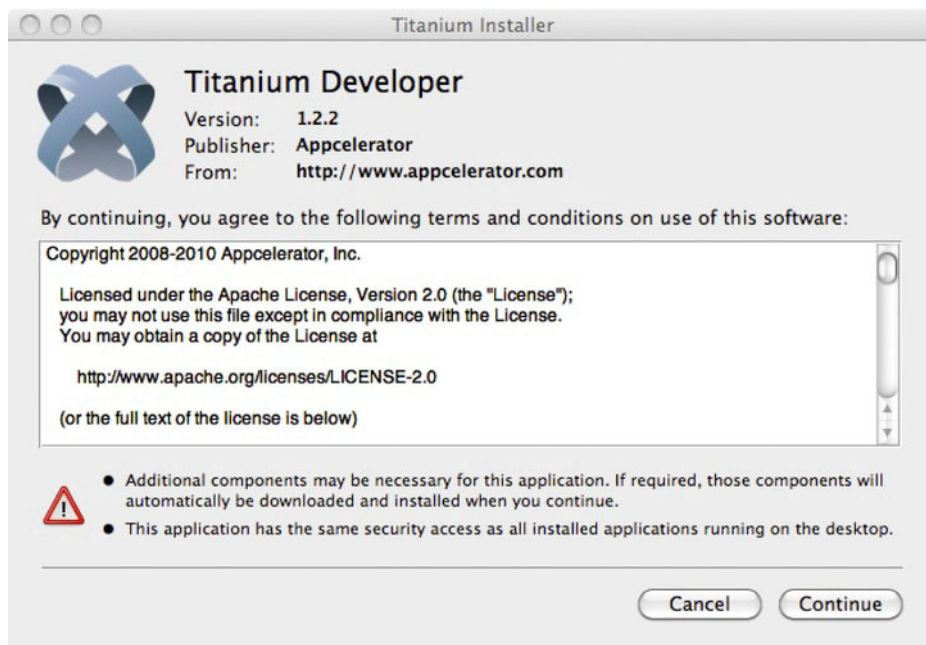 Titanium Installer
Titanium Developer
Version: 1.2.2
Publisher: Appcelerator
From: http://www.appcelerator.com
By continuing, you agree to the following terms and conditions on use of this software:
Copyright 2008-2010 Appcelerator, Inc.
Licensed under the Apache License, Version 2.0 (the "License");
you may not use this file except in compliance with the License.
You may obtain a copy of the License at
http://www.apache.org/licenses/LICENSE-2.0
(or the full text of the license is below)
● Additional components may be necessary for this application. If required, those components will
automatically be downloaded and installed when you continue.
● This application has the same security access as all installed applications running on the desktop.
Cancel Continue